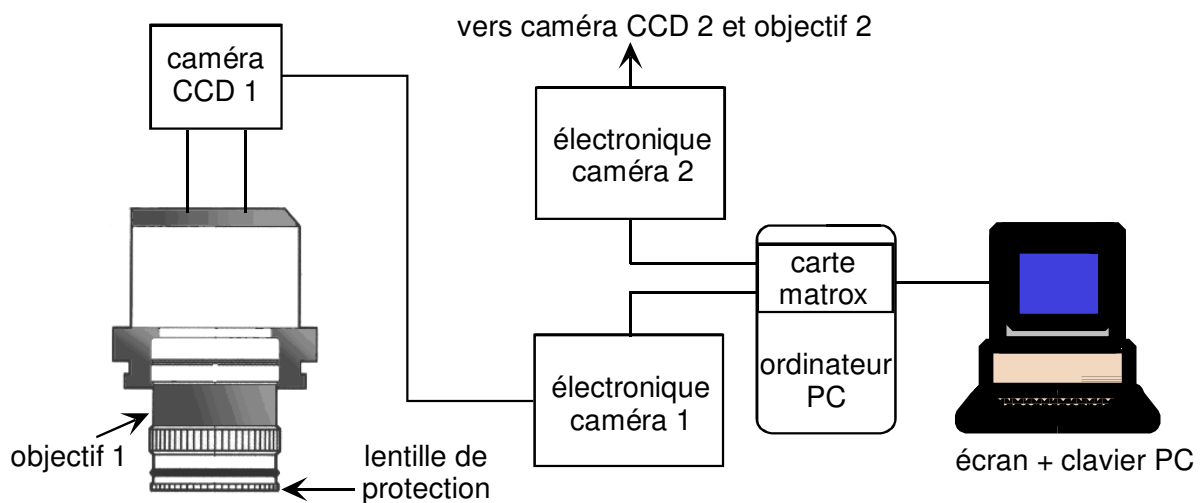 vers caméra CCD 2 et objectif 2
caméra
CCD 1
électronique
caméra 2
carte
matrox
ordinateur
PC
électronique
caméra 1
objectif 1
lentille de
protection
écran + clavier PC